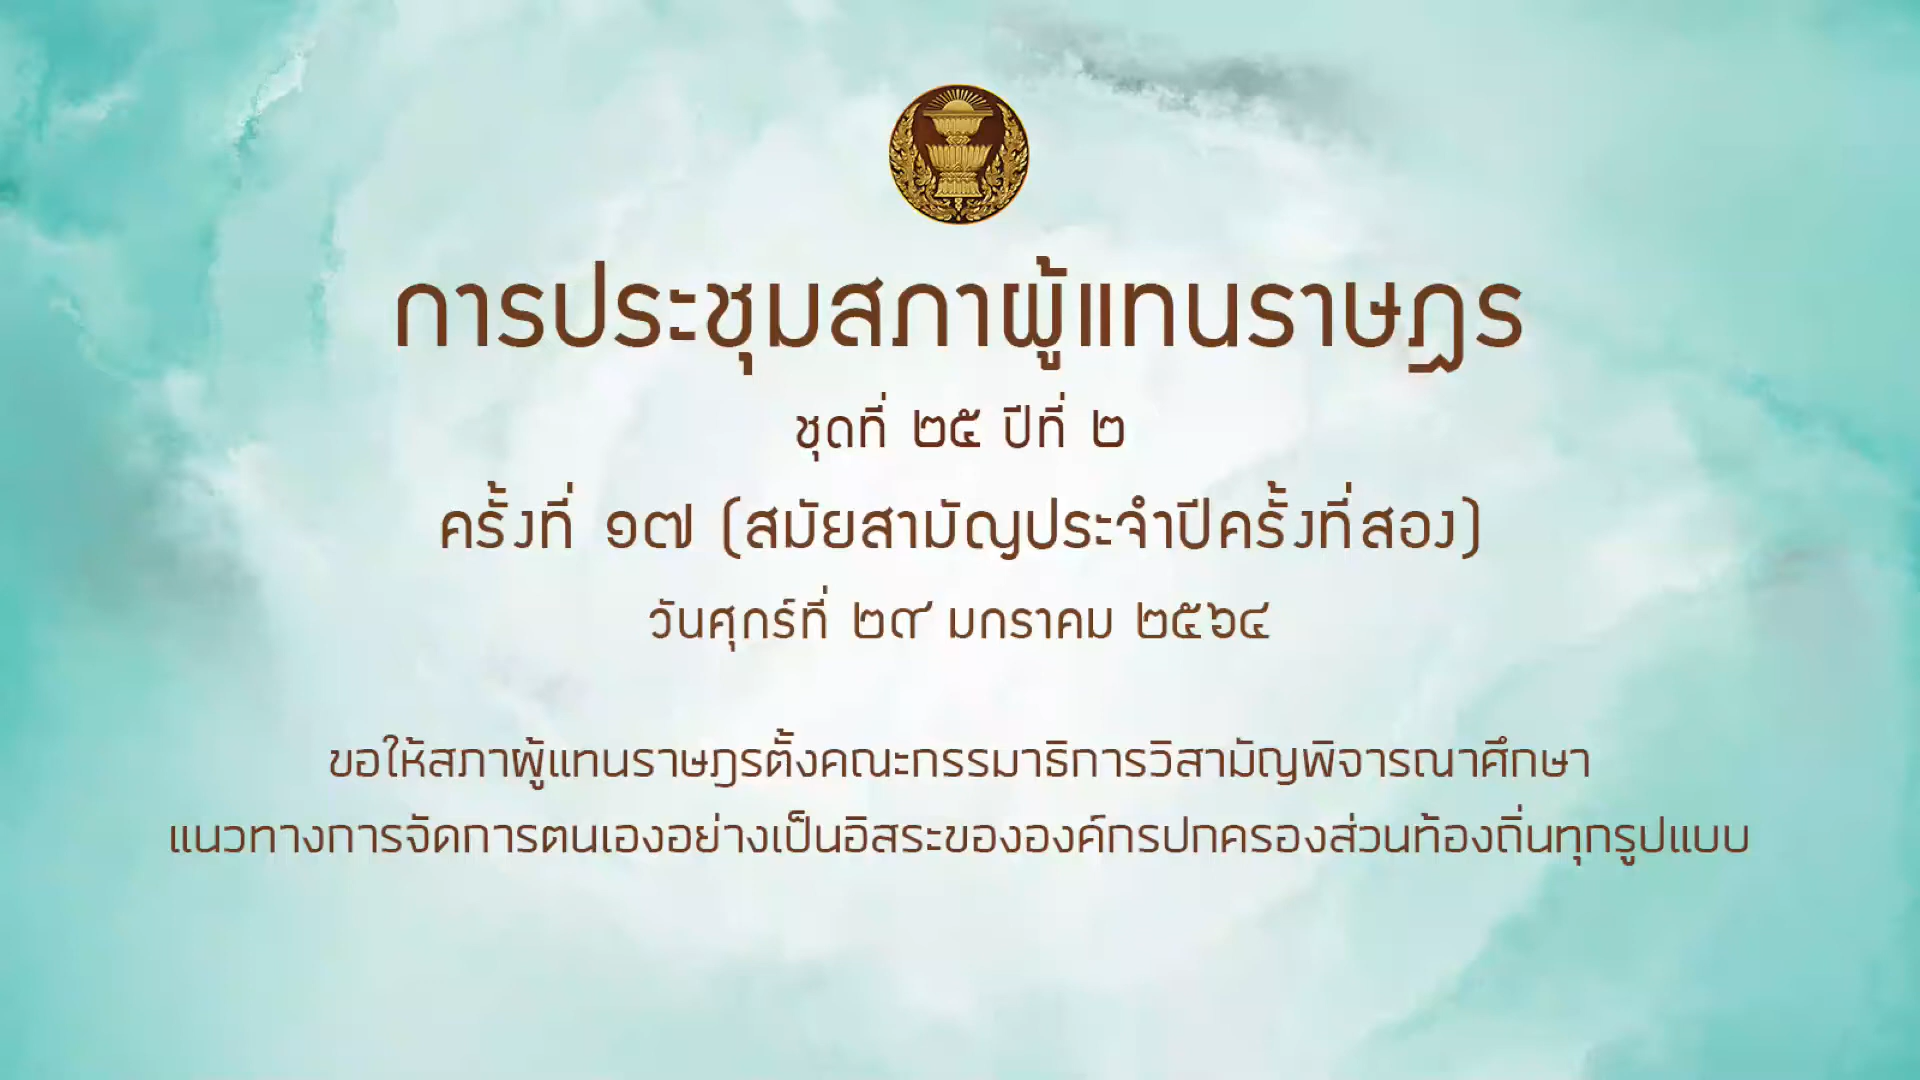 การประชุมสภาผู้แทนราษฎร
ชุดที่ ๒๕ ปีที่ ๒
ครั้งที่ ๑๗ (สมัยสามัญประจำปีครั้งที่สอง)
วันศุกร์ที่ ๒๙ มกราคม ๒๕๖๔
ขอให้สภาผู้แทนราษฎรตั้งคณะกรรมาธิการวิสามัญพิจารณาศึกษา
แนวทางการจัดการตนเองอย่างเป็นอิสระขององค์กรปกครองส่วนท้องถิ่นทุกรูปแบบ